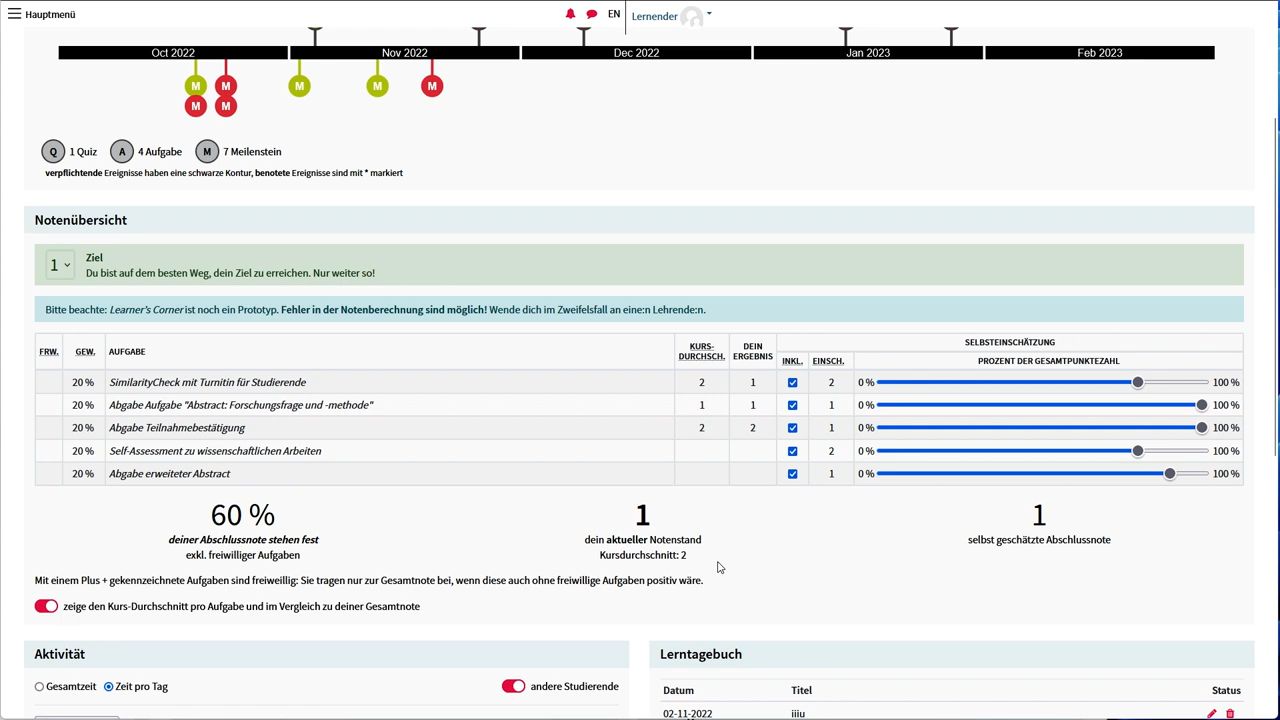 Hauptmenü EN Lernender
Oct 2022 Nov 2022 Dec 2022 Jan 2023 Feb 2023
M M M M M
M M
Q 1 Quiz A 4 Aufgabe M 7 Meilenstein
verpflichtende Ereignisse haben eine schwarze Kontur, benotete Ereignisse sind mit * markiert
Notenübersicht
1 Ziel
Du bist auf dem besten Weg, dein Ziel zu erreichen. Nur weiter so!
Bitte beachte: Learner's Corner ist noch ein Prototyp. Fehler in der Notenberechnung sind möglich! Wende dich im Zweifelsfall an eine:n Lehrende:n.
FRW. GEW. AUFGABE KURS-DURCHSCH. DEIN ERGEBNIS SELBSTEINSCHÄTZUNG
INKL. EINSCH. PROZENT DER GESAMTPUNKTEZAHL
20 % SimilarityCheck mit Turnitin für Studierende 2 1 2 0 % 100 %
20 % Abgabe Aufgabe "Abstract: Forschungsfrage und -methode" 1 1 1 0 % 100 %
20 % Abgabe Teilnahmebestätigung 2 2 1 0 % 100 %
20 % Self-Assessment zu wissenschaftlichen Arbeiten 2 0 % 100 %
20 % Abgabe erweiterter Abstract 1 0 % 100 %
60 % 1 1
deiner Abschlussnote stehen fest dein aktueller Notenstand selbst geschätzte Abschlussnote
exkl. freiwilliger Aufgaben Kursdurchschnitt: 2
Mit einem Plus + gekennzeichnete Aufgaben sind freiweillig: Sie tragen nur zur Gesamtnote bei, wenn diese auch ohne freiwillige Aufgaben positiv wäre.
zeige den Kurs-Durchschnitt pro Aufgabe und im Vergleich zu deiner Gesamtnote
Aktivität Lerntagebuch
Gesamtzeit Zeit pro Tag andere Studierende
Datum Titel Status
02-11-2022 iiiu